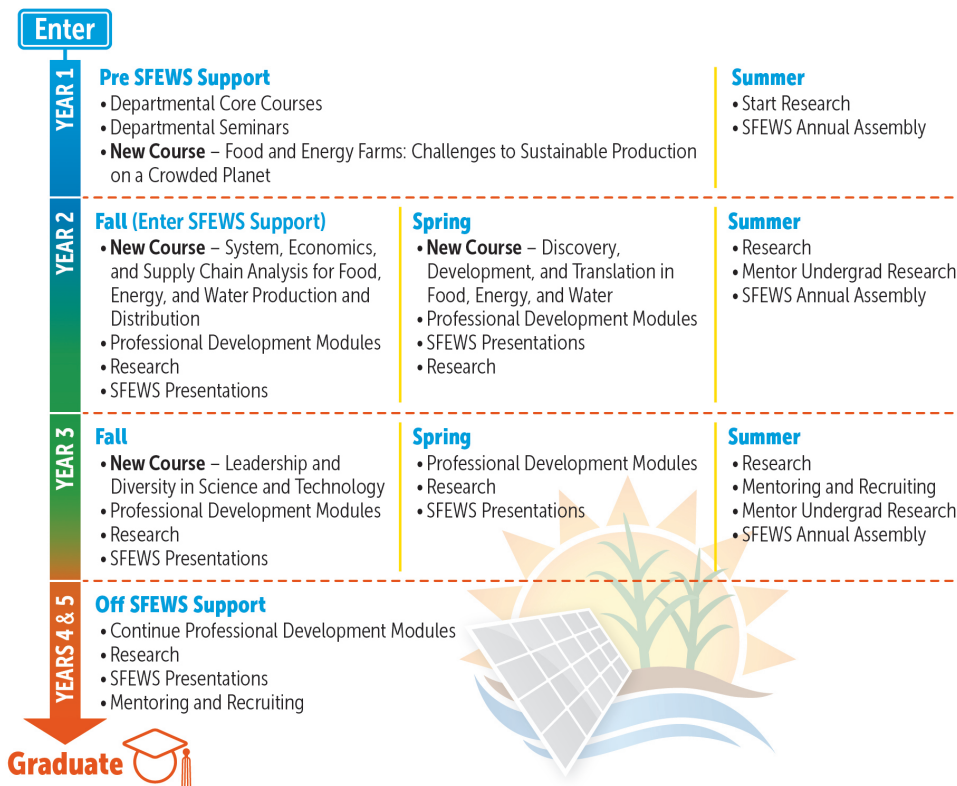 Enter
YEAR 1
Pre SFEWS Support
• Departmental Core Courses
• Departmental Seminars
• New Course – Food and Energy Farms: Challenges to Sustainable Production
on a Crowded Planet
Summer
• Start Research
• SFEWS Annual Assembly
YEAR 2
Fall (Enter SFEWS Support)
• New Course – System, Economics,
and Supply Chain Analysis for Food,
Energy, and Water Production and
Distribution
• Professional Development Modules
• Research
• SFEWS Presentations
Spring
• New Course – Discovery,
Development, and Translation in
Food, Energy, and Water
• Professional Development Modules
• SFEWS Presentations
• Research
Summer
• Research
• Mentor Undergrad Research
• SFEWS Annual Assembly
YEAR 3
Fall
• New Course – Leadership and
Diversity in Science and Technology
• Professional Development Modules
• Research
• SFEWS Presentations
Spring
• Professional Development Modules
• Research
• SFEWS Presentations
Summer
• Research
• Mentoring and Recruiting
• Mentor Undergrad Research
• SFEWS Annual Assembly
YEARS 4 & 5
Off SFEWS Support
• Continue Professional Development Modules
• Research
• SFEWS Presentations
• Mentoring and Recruiting
Graduate